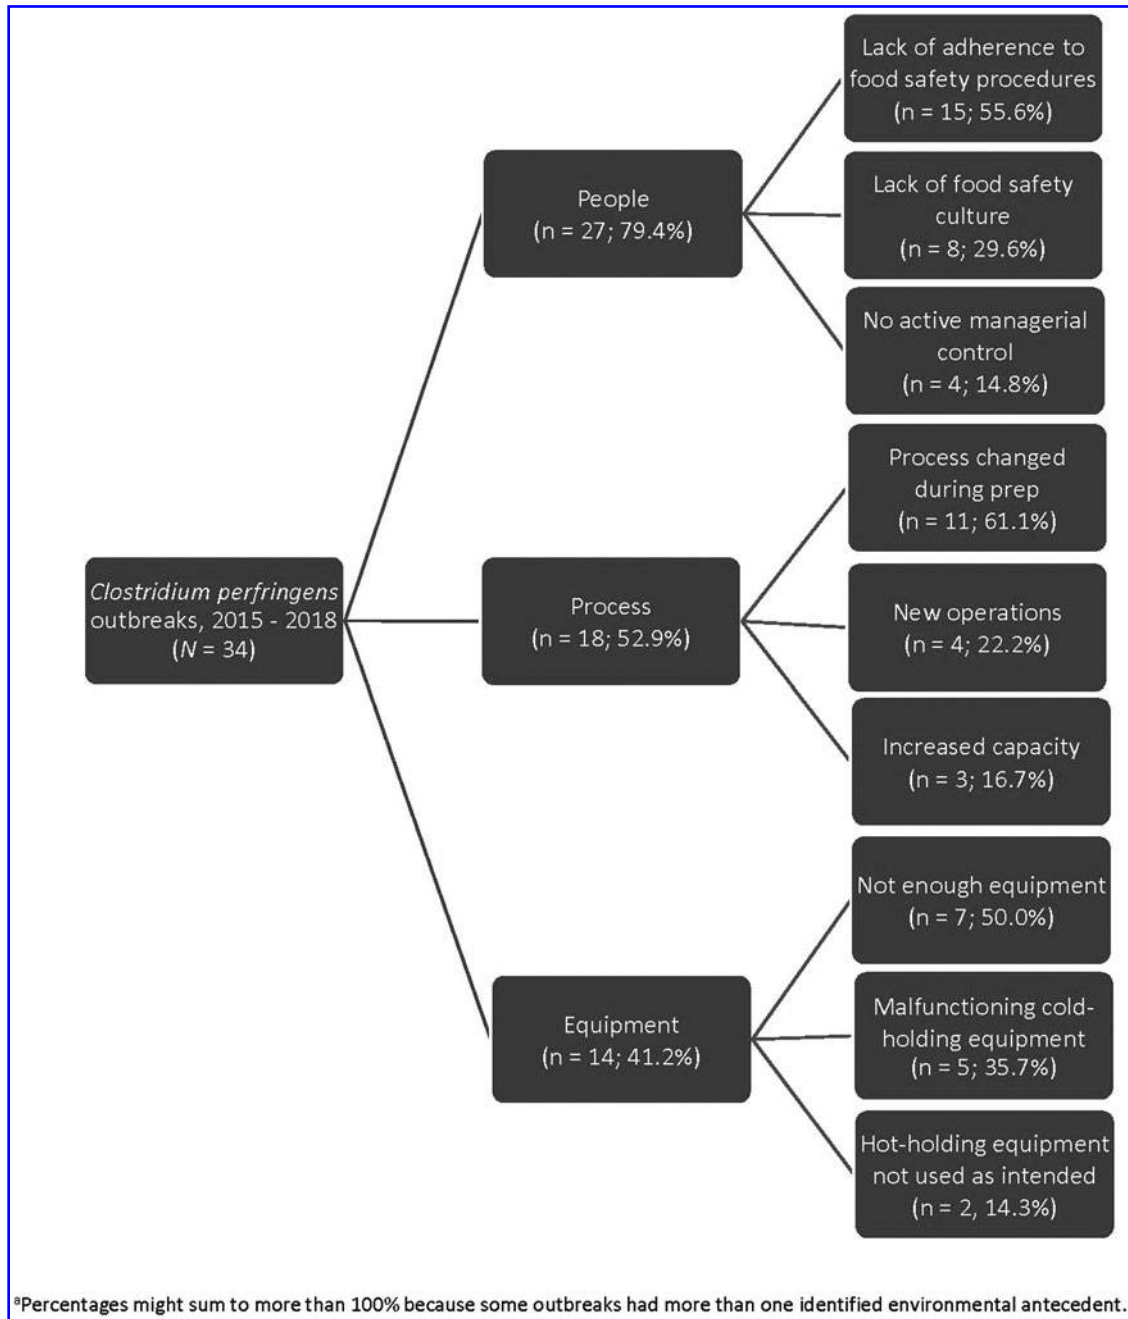 Lack of adherence to
food safety procedures
(n = 15; 55.6%)
People
(n = 27; 79.4%)
Lack of food safety
culture
(n = 8; 29.6%)
No active managerial
control
(n = 4; 14.8%)
Process changed
during prep
(n = 11; 61.1%)
Clostridium perfringens
outbreaks, 2015 - 2018
(N = 34)
Process
(n = 18; 52.9%)
New operations
(n = 4; 22.2%)
Increased capacity
(n = 3; 16.7%)
Not enough equipment
(n = 7; 50.0%)
Equipment
(n = 14; 41.2%)
Malfunctioning cold-
holding equipment
(n = 5; 35.7%)
Hot-holding equipment
not used as intended
(n = 2, 14.3%)
ᵃPercentages might sum to more than 100% because some outbreaks had more than one identified environmental antecedent.